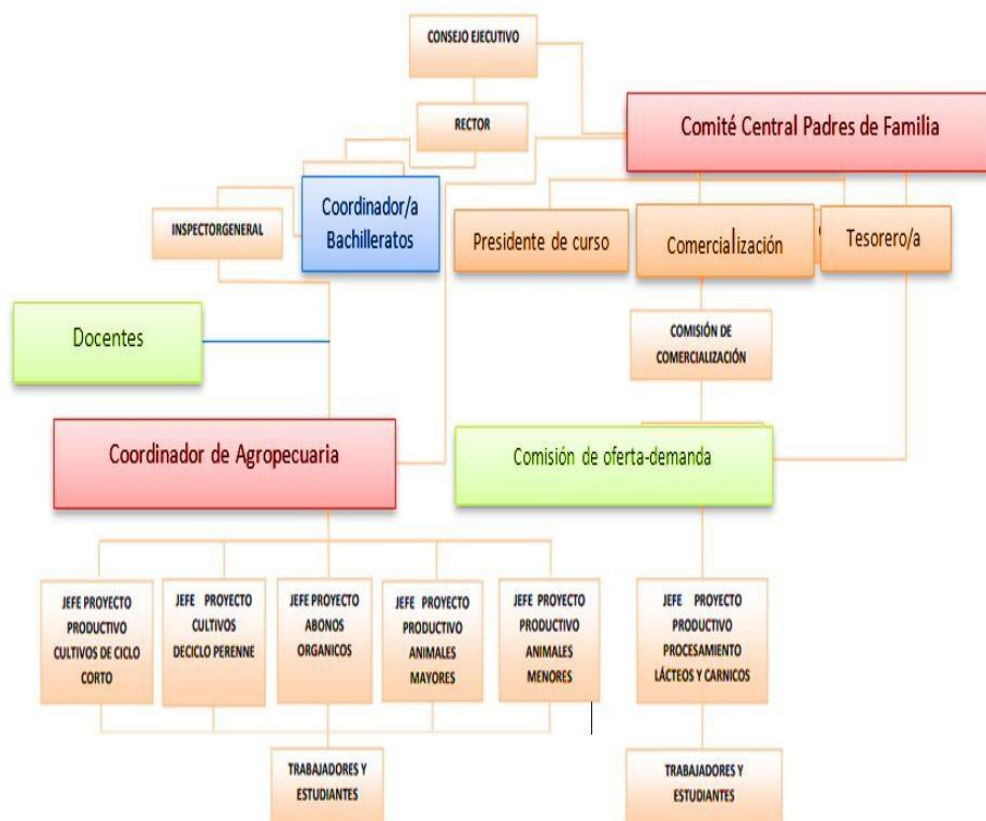 CONSEJO EJECUTIVO
RECTOR
Comité Central Padres de Familia
INSPECTORGENERAL
Coordinador/a
Bachilleratos
Presidente de curso
Comercialización
Tesorero/a
Docentes
COMISIÓN DE
COMERCIALIZACIÓN
Coordinador de Agropecuaria
Comisión de oferta-demanda
JEFE PROYECTO
PRODUCTIVO
CULTIVOS DE CICLO
CORTO
JEFE PROYECTO
CULTIVOS
DECICLO PERENNE
JEFE PROYECTO
ABONOS
ORGANICOS
JEFE PROYECTO
PRODUCTIVO
ANIMALES
MAYORES
JEFE PROYECTO
PRODUCTIVO
ANIMALES
MENORES
JEFE PROYECTO
PRODUCTIVO
PROCESAMIENTO
LÁCTEOS Y CARNICOS
TRABAJADORES Y
ESTUDIANTES
TRABAJADORES Y
ESTUDIANTES